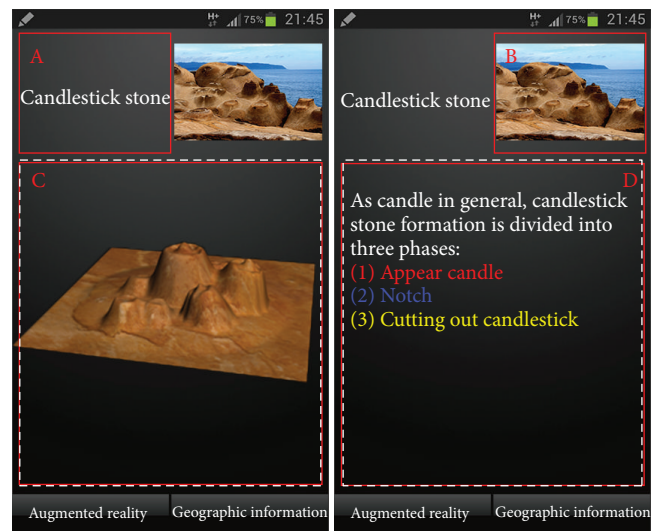 H+ 75% 21:45
A
Candlestick stone
C
Augmented reality Geographic information
H+ 75% 21:45
B
Candlestick stone
D
As candle in general, candlestick
stone formation is divided into
three phases:
(1) Appear candle
(2) Notch
(3) Cutting out candlestick
Augmented reality Geographic information